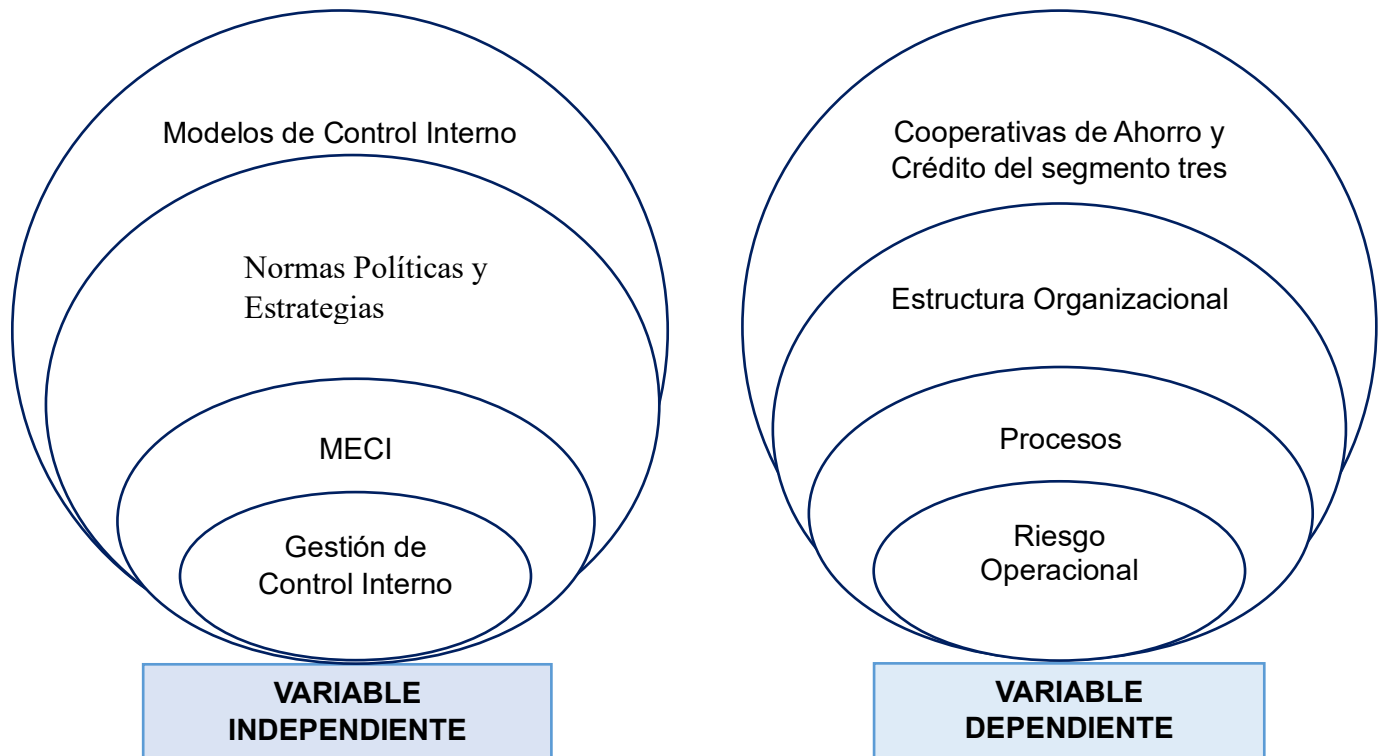 Modelos de Control Interno
Normas Políticas y
Estrategias
MECI
Gestión de
Control Interno
VARIABLE
INDEPENDIENTE
Cooperativas de Ahorro y
Crédito del segmento tres
Estructura Organizacional
Procesos
Riesgo
Operacional
VARIABLE
DEPENDIENTE